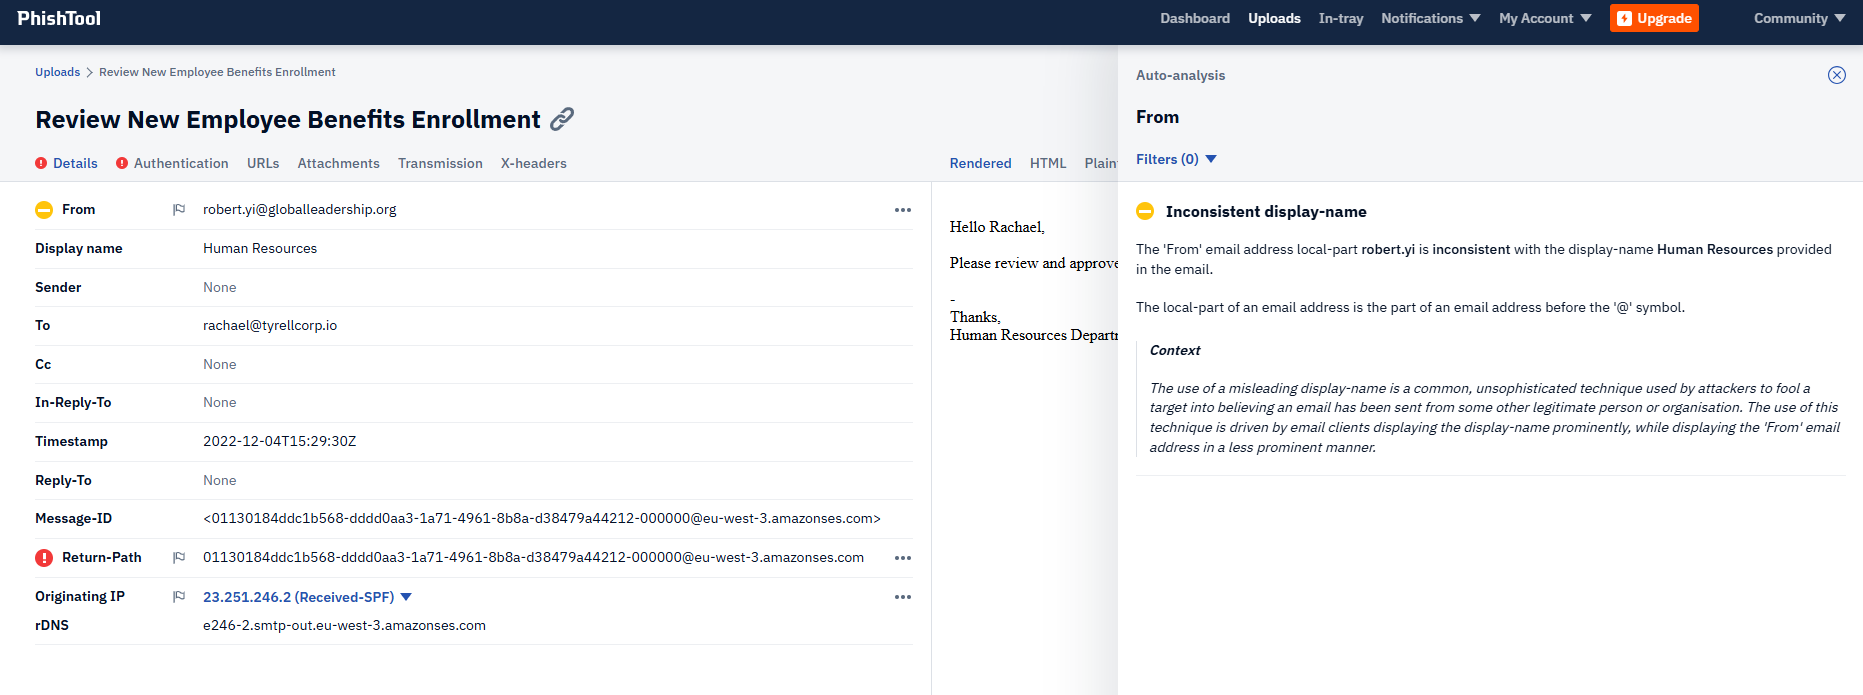 PhishTool
Dashboard Uploads In-tray Notifications My Account Upgrade Community
Uploads Review New Employee Benefits Enrollment
Review New Employee Benefits Enrollment
Details Authentication URLs Attachments Transmission X-headers
From robert.yi@globalleadership.org
Display name Human Resources
Sender None
To rachael@tyrellcorp.io
Cc None
In-Reply-To None
Timestamp 2022-12-04T15:29:30Z
Reply-To None
Message-ID <01130184ddc1b568-dddd0aa3-1a71-4961-8b8a-d38479a44212-000000@eu-west-3.amazonses.com>
Return-Path 01130184ddc1b568-dddd0aa3-1a71-4961-8b8a-d38479a44212-000000@eu-west-3.amazonses.com
Originating IP 23.251.246.2 (Received-SPF)
rDNS e246-2.smtp-out.eu-west-3.amazonses.com
Rendered HTML Plain
Hello Rachael,
Please review and approve
-
Thanks,
Human Resources Departr
Auto-analysis
From
Filters (0)
Inconsistent display-name
The 'From' email address local-part robert.yi is inconsistent with the display-name Human Resources provided
in the email.
The local-part of an email address is the part of an email address before the '@' symbol.
Context
The use of a misleading display-name is a common, unsophisticated technique used by attackers to fool a
target into believing an email has been sent from some other legitimate person or organisation. The use of this
technique is driven by email clients displaying the display-name prominently, while displaying the 'From' email
address in a less prominent manner.